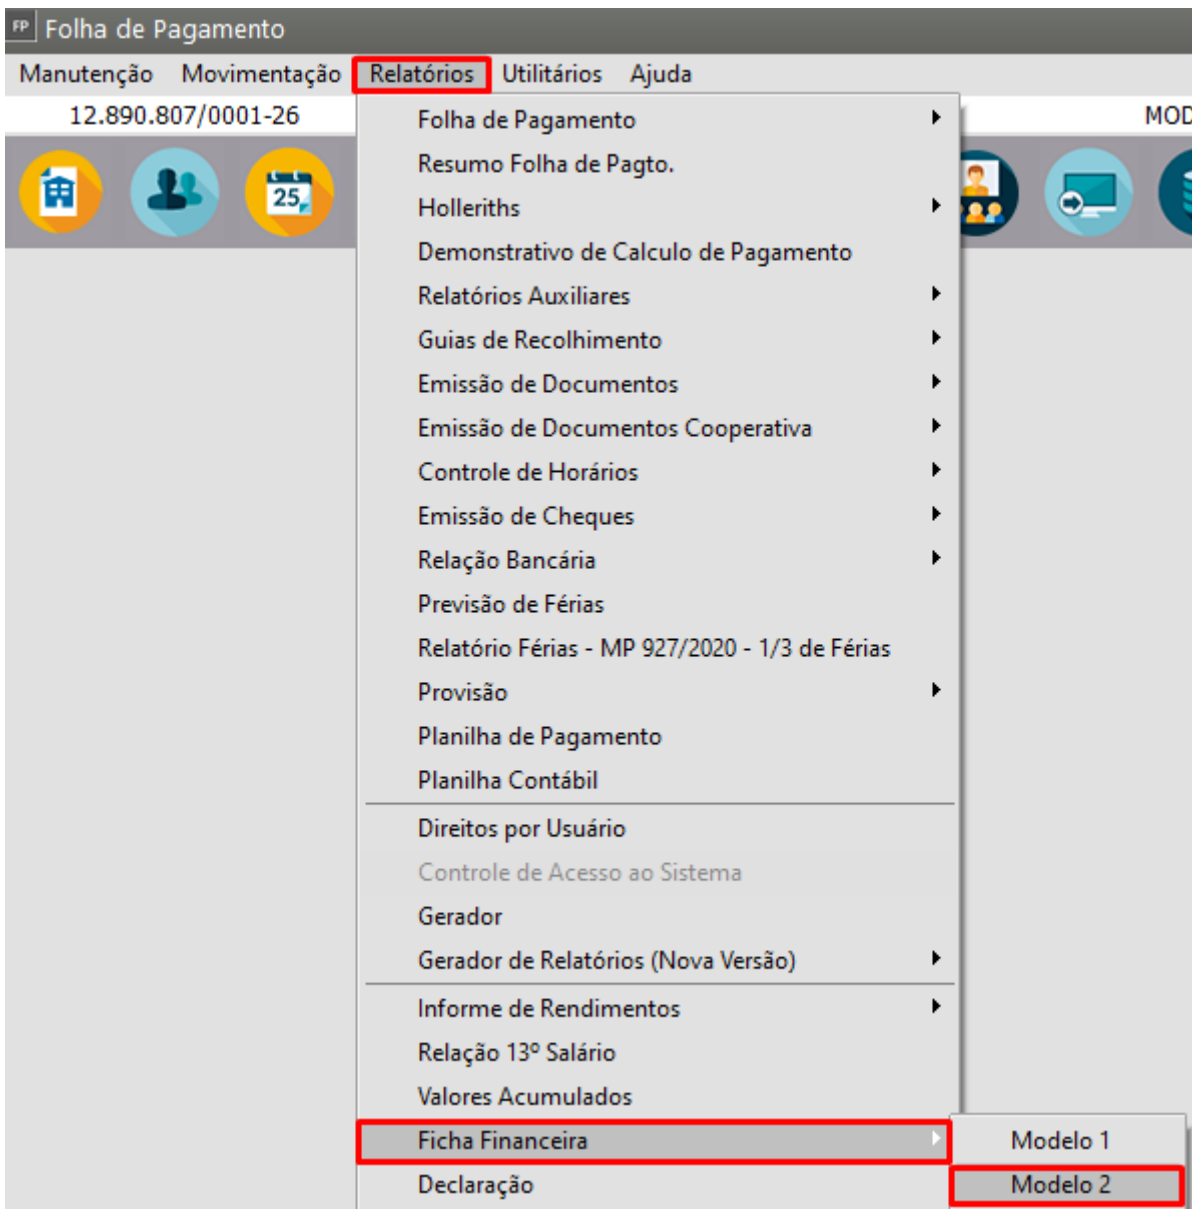 FP Folha de Pagamento
Manutenção Movimentação Relatórios Utilitários Ajuda
12.890.807/0001-26 MOD
25
Folha de Pagamento
Resumo Folha de Pagto.
Holleriths
Demonstrativo de Calculo de Pagamento
Relatórios Auxiliares
Guias de Recolhimento
Emissão de Documentos
Emissão de Documentos Cooperativa
Controle de Horários
Emissão de Cheques
Relação Bancária
Previsão de Férias
Relatório Férias - MP 927/2020 - 1/3 de Férias
Provisão
Planilha de Pagamento
Planilha Contábil
Direitos por Usuário
Controle de Acesso ao Sistema
Gerador
Gerador de Relatórios (Nova Versão)
Informe de Rendimentos
Relação 13º Salário
Valores Acumulados
Ficha Financeira Modelo 1
Declaração Modelo 2